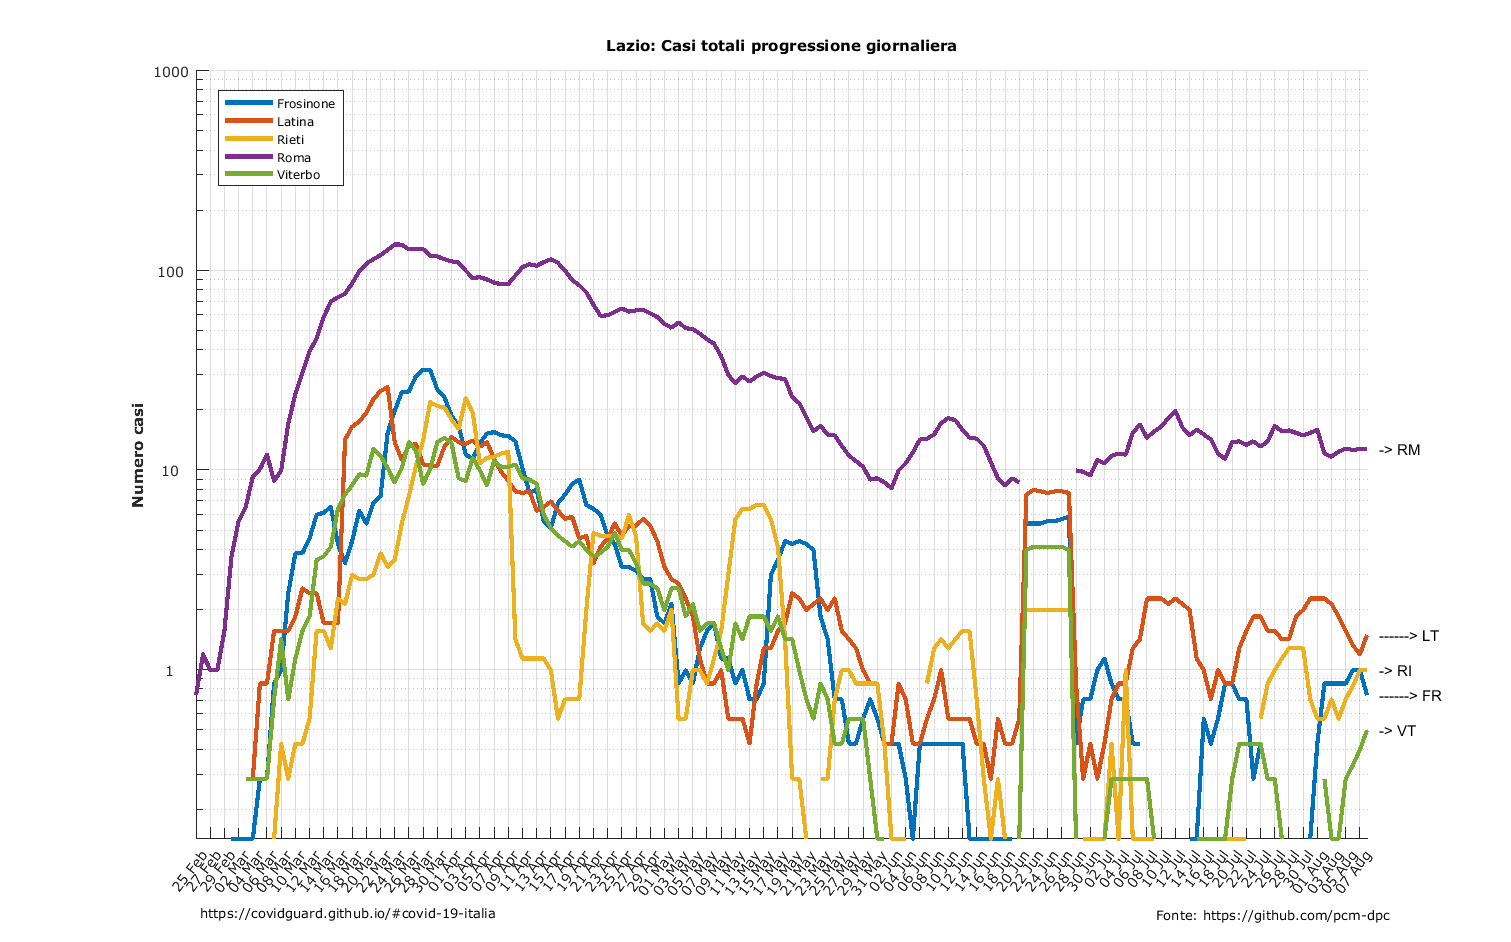 Lazio: Casi totali progressione giornaliera
1000
100
10
1
Numero casi
Frosinone
Latina
Rieti
Roma
Viterbo
-> RM
------> LT
-> RI
------> FR
-> VT
25 Feb
27 Feb
29 Feb
02 Mar
04 Mar
06 Mar
08 Mar
10 Mar
12 Mar
14 Mar
16 Mar
18 Mar
20 Mar
22 Mar
24 Mar
26 Mar
28 Mar
30 Mar
01 Apr
03 Apr
05 Apr
07 Apr
09 Apr
11 Apr
13 Apr
15 Apr
17 Apr
19 Apr
21 Apr
23 Apr
25 Apr
27 Apr
29 Apr
01 May
03 May
05 May
07 May
09 May
11 May
13 May
15 May
17 May
19 May
21 May
23 May
25 May
27 May
29 May
31 May
02 Jun
04 Jun
06 Jun
08 Jun
10 Jun
12 Jun
14 Jun
16 Jun
18 Jun
20 Jun
22 Jun
24 Jun
26 Jun
28 Jun
30 Jun
02 Jul
04 Jul
06 Jul
08 Jul
10 Jul
12 Jul
14 Jul
16 Jul
18 Jul
20 Jul
22 Jul
24 Jul
26 Jul
28 Jul
30 Jul
01 Aug
03 Aug
05 Aug
07 Aug
https://covidguard.github.io/#covid-19-italia
Fonte: https://github.com/pcm-dpc